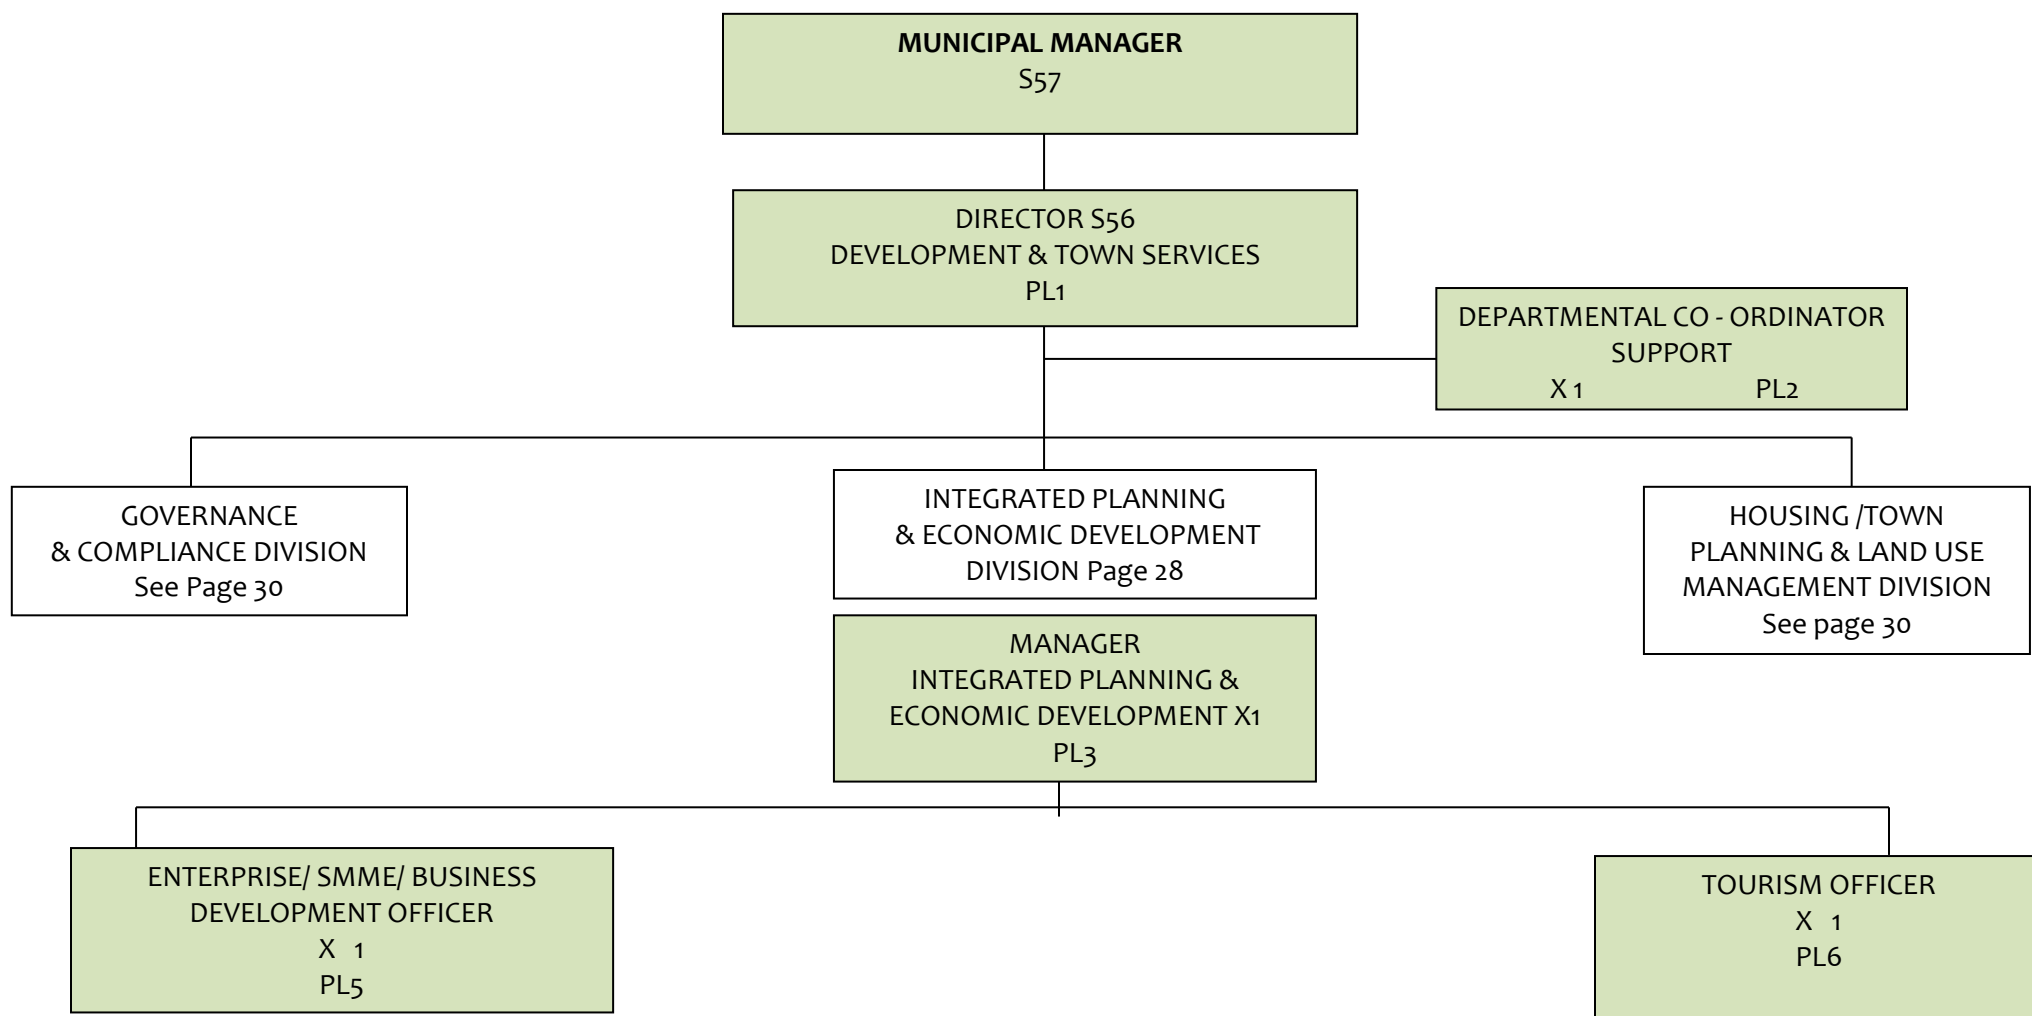 MUNICIPAL MANAGER
S57
DIRECTOR S56
DEVELOPMENT & TOWN SERVICES
PL1
DEPARTMENTAL CO - ORDINATOR
SUPPORT
X 1 PL2
GOVERNANCE
& COMPLIANCE DIVISION
See Page 30
INTEGRATED PLANNING
& ECONOMIC DEVELOPMENT
DIVISION Page 28
HOUSING /TOWN
PLANNING & LAND USE
MANAGEMENT DIVISION
See page 30
MANAGER
INTEGRATED PLANNING &
ECONOMIC DEVELOPMENT X1
PL3
ENTERPRISE/ SMME/ BUSINESS
DEVELOPMENT OFFICER
X 1
PL5
TOURISM OFFICER
X 1
PL6